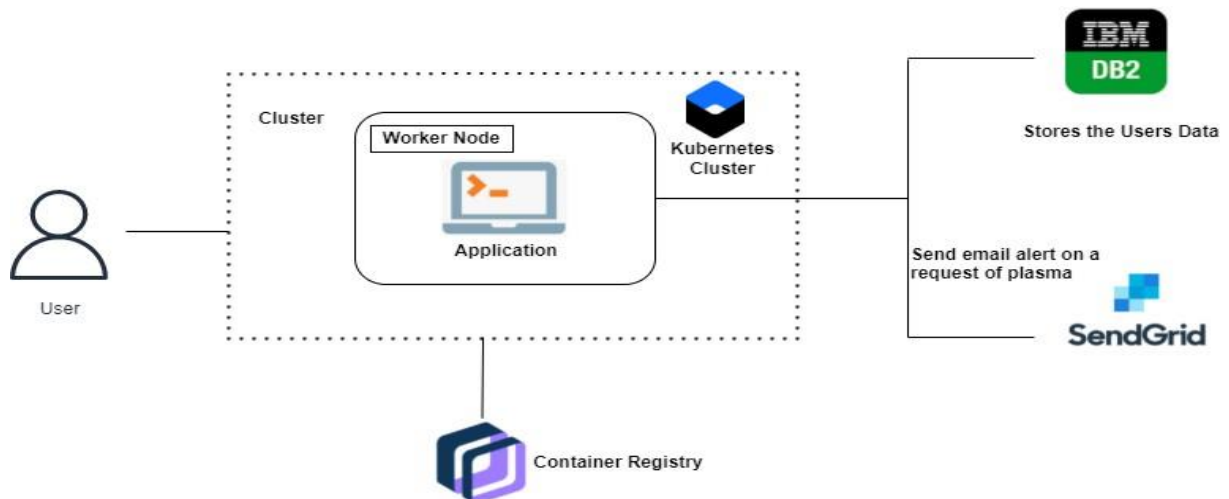 IBM
DB2
Stores the Users Data
Cluster
Worker Node
Kubernetes
Cluster
Application
User
Send email alert on a
request of plasma
SendGrid
Container Registry